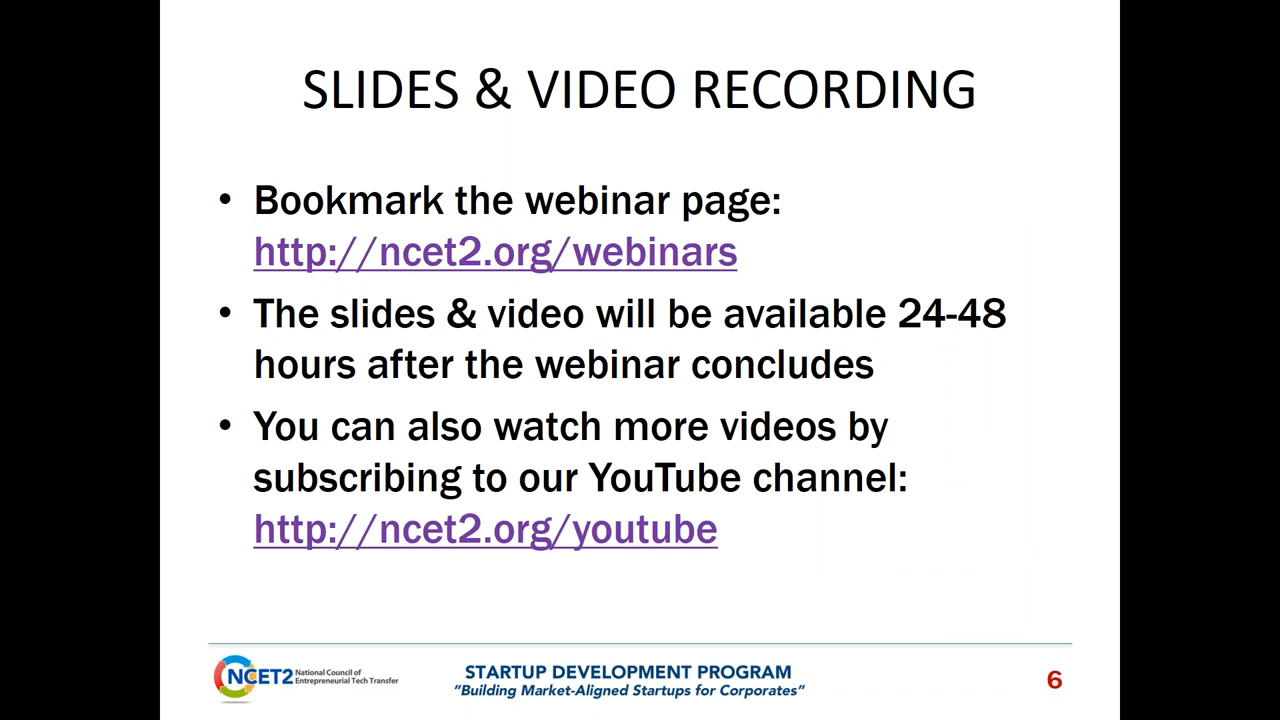 SLIDES & VIDEO RECORDING
• Bookmark the webinar page:
http://ncet2.org/webinars
• The slides & video will be available 24-48
hours after the webinar concludes
• You can also watch more videos by
subscribing to our YouTube channel:
http://ncet2.org/youtube
NCET2 National Council of
Entrepreneurial Tech Transfer
STARTUP DEVELOPMENT PROGRAM
"Building Market-Aligned Startups for Corporates"
6